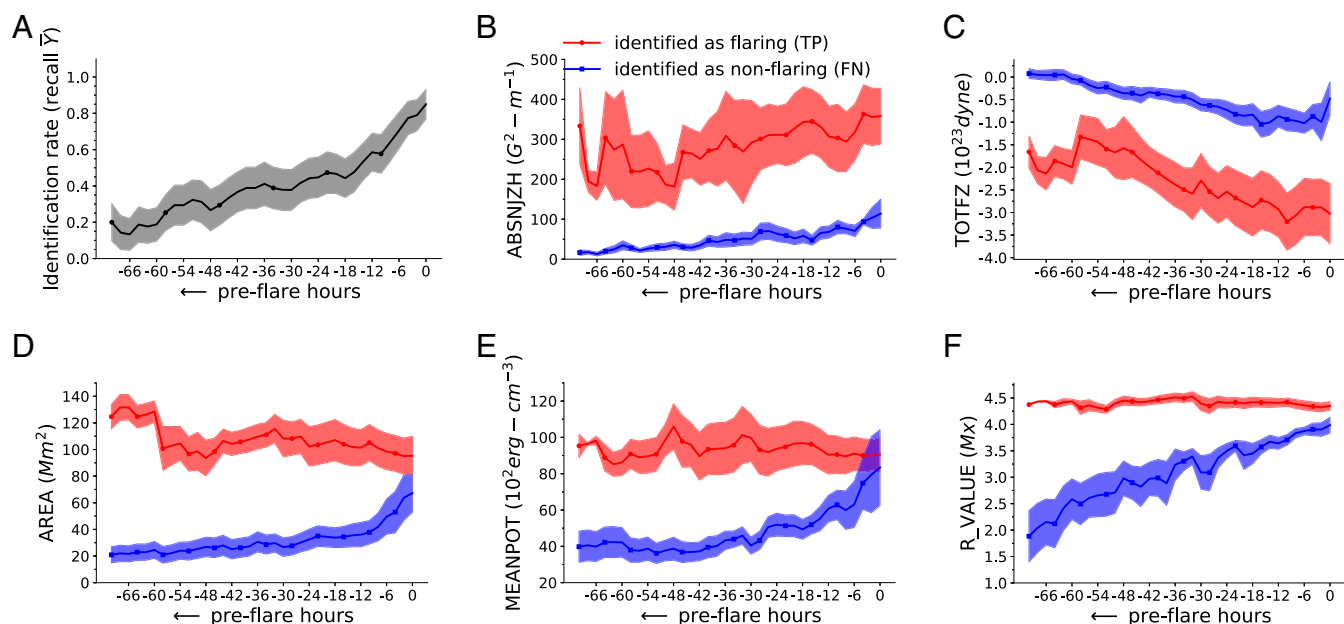 A
Identification rate (recall Y̅)
1.0
0.8
0.6
0.4
0.2
0.0
-66 -60 -54 -48 -42 -36 -30 -24 -18 -12 -6 0
← pre-flare hours
B
identified as flaring (TP)
identified as non-flaring (FN)
ABSNJZH (G² − m⁻¹)
500
400
300
200
100
0
-66 -60 -54 -48 -42 -36 -30 -24 -18 -12 -6 0
← pre-flare hours
C
TOTFZ (10²³dyne)
0.0
-0.5
-1.0
-1.5
-2.0
-2.5
-3.0
-3.5
-4.0
-66 -60 -54 -48 -42 -36 -30 -24 -18 -12 -6 0
← pre-flare hours
D
AREA (Mm²)
140
120
100
80
60
40
20
0
-66 -60 -54 -48 -42 -36 -30 -24 -18 -12 -6 0
← pre-flare hours
E
MEANPOT (10²erg − cm⁻³)
120
100
80
60
40
20
-66 -60 -54 -48 -42 -36 -30 -24 -18 -12 -6 0
← pre-flare hours
F
R_VALUE (Mx)
4.5
4.0
3.5
3.0
2.5
2.0
1.5
1.0
-66 -60 -54 -48 -42 -36 -30 -24 -18 -12 -6 0
← pre-flare hours